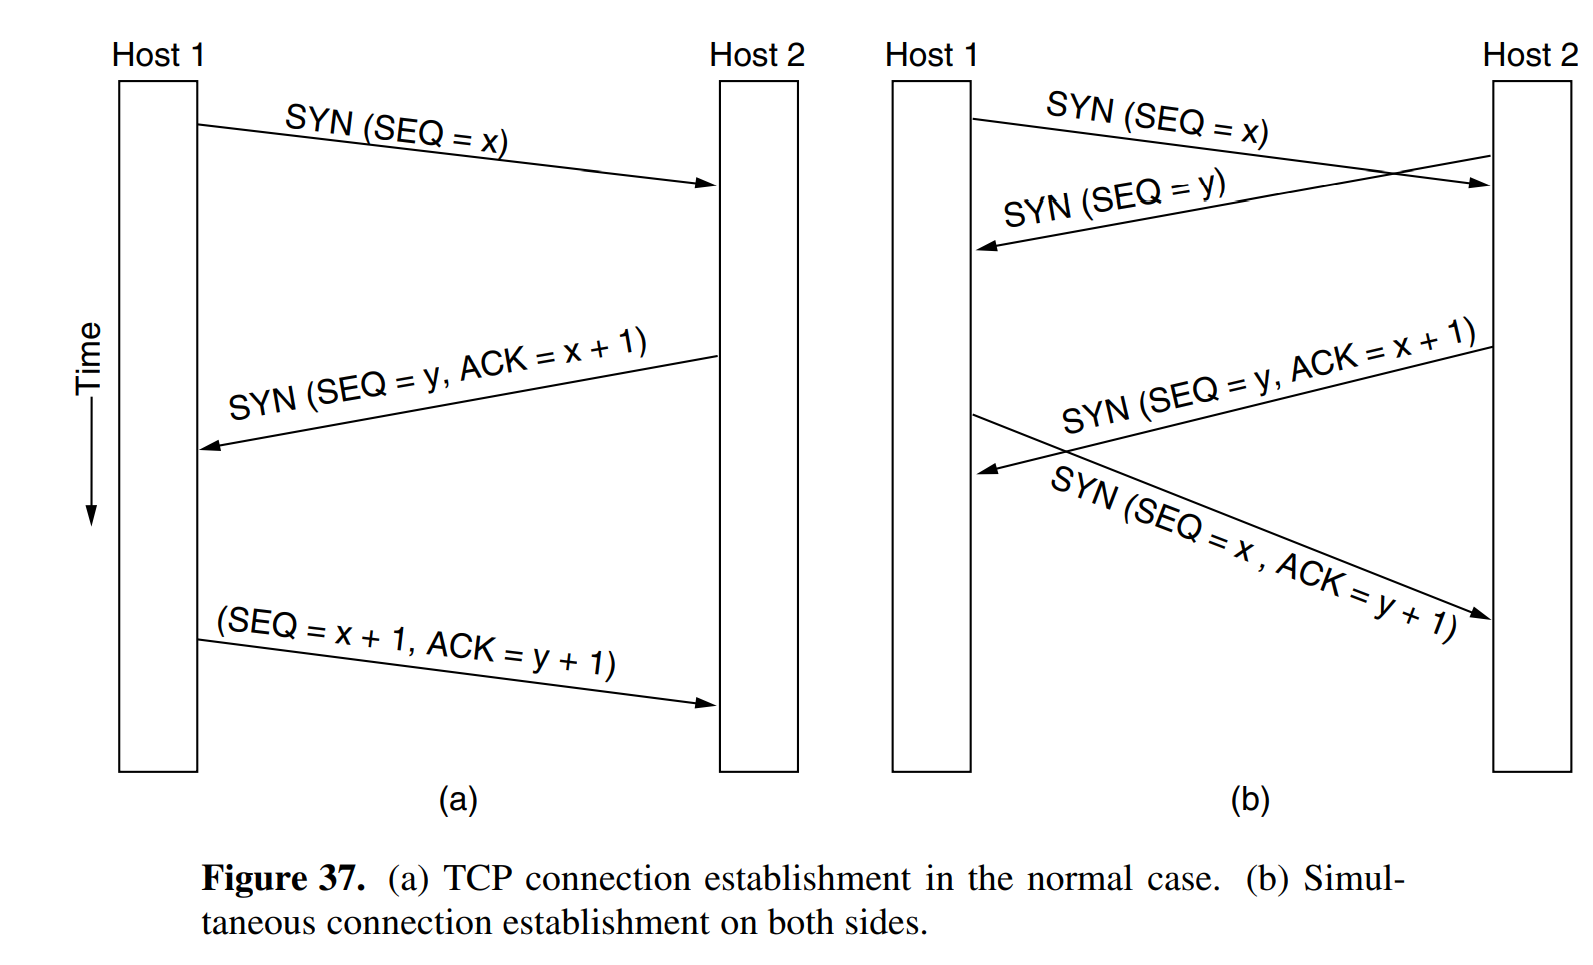 Host 1
Host 2
Host 1
Host 2
SYN (SEQ = x)
SYN (SEQ = x)
SYN (SEQ = y)
Time
SYN (SEQ = y, ACK = x + 1)
SYN (SEQ = y, ACK = x + 1)
SYN (SEQ = x , ACK = y + 1)
(SEQ = x + 1, ACK = y + 1)
(a)
(b)
Figure 37. (a) TCP connection establishment in the normal case. (b) Simul-
taneous connection establishment on both sides.